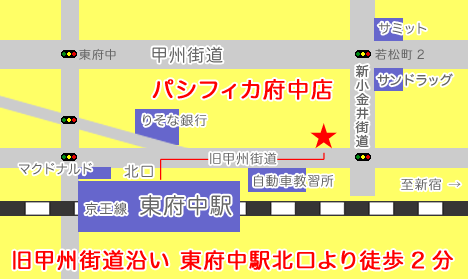 サミット
東府中
甲州街道
若松町2
パシフィカ府中店
サンドラッグ
新小金井街道
りそな銀行
旧甲州街道
マクドナルド
北口
自動車教習所
至新宿 →
京王線
東府中駅
旧甲州街道沿い 東府中駅北口より徒歩2分